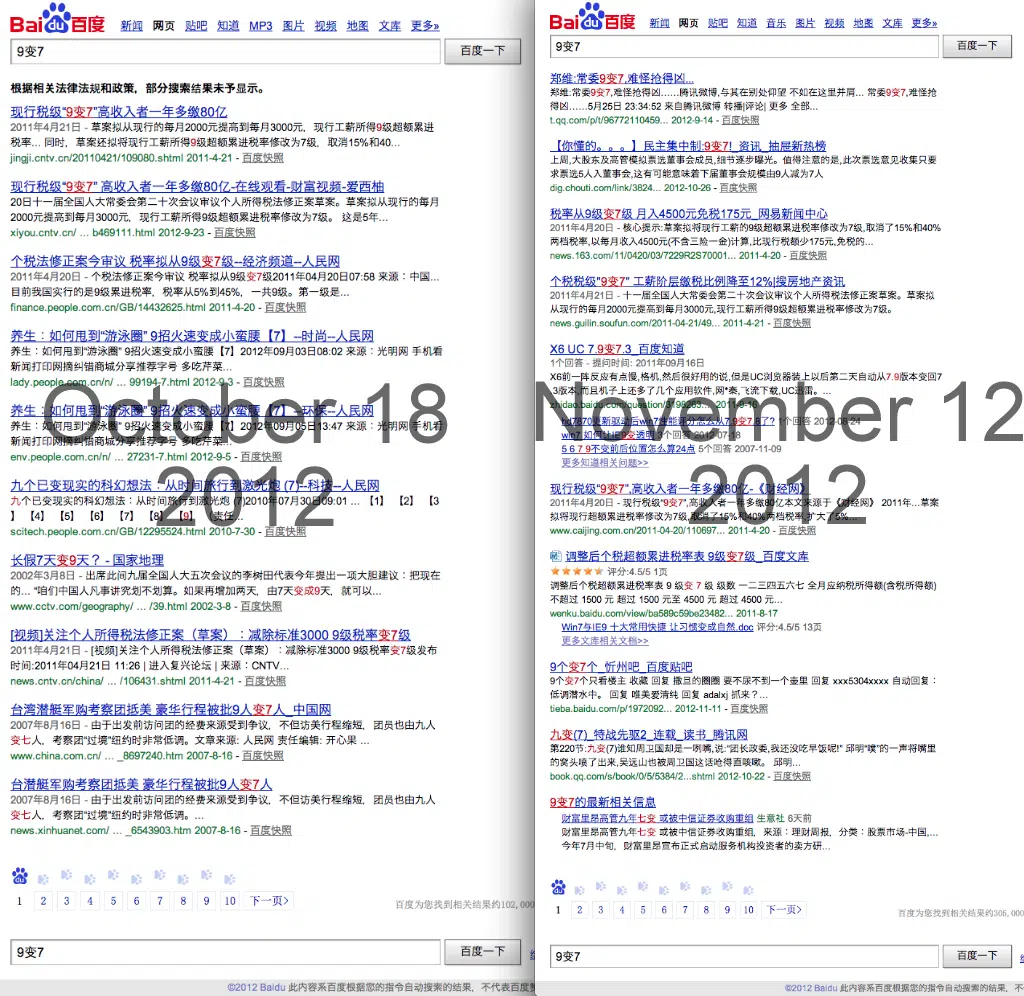 Bai du 百度
新闻 网页 贴吧 知道 MP3 图片 视频 地图 文库 更多»
9变7
百度一下
根据相关法律法规和政策，部分搜索结果未予显示。
现行税级"9变7"高收入者一年多缴80亿
2011年4月21日 - 草案拟从现行的每月2000元提高到每月3000元，现行工薪所得9级超额累进
税率... 同时，草案还拟将现行工薪所得9级超额累进税率修改为7级，取消15%和40...
jingji.cntv.cn/20110421/109080.shtml 2011-4-21 - 百度快照
现行税级"9变7" 高收入者一年多缴80亿-在线观看-财富视频-爱西柚
20日十一届全国人大常委会第二十次会议审议个人所得税法修正案草案。草案拟从现行的每月
2000元提高到每月3000元，现行工薪所得9级超额累进税率修改为7级。 这是5年...
xiyou.cntv.cn/ ... b469111.html 2012-9-23 - 百度快照
个税法修正案今审议 税率拟从9级变7级--经济频道--人民网
2011年4月20日 - 个税法修正案今审议 税率拟从9级变7级2011年04月20日07:58 来源：中国...
目前我国实行的是9级累进税率，税率从5%到45%，一共9级。第一级是...
finance.people.com.cn/GB/14432625.html 2011-4-20 - 百度快照
养生：如何甩到"游泳圈" 9招火速变成小蛮腰【7】--时尚--人民网
养生：如何甩到"游泳圈" 9招火速变成小蛮腰【7】2012年09月03日08:02 来源：光明网 手机看
新闻打印网摘纠错商城分享推荐字号 多吃芹菜...
lady.people.com.cn/n/ ... 99194-7.html 2012-9-3 - 百度快照
养生：如何甩到"游泳圈" 9招火速变成小蛮腰【7】--环保--人民网
养生：如何甩到"游泳圈" 9招火速变成小蛮腰【7】2012年09月05日13:47 来源：光明网 手机看
新闻打印网摘纠错商城分享推荐字号 多吃芹菜...
env.people.com.cn/n/ ... 27231-7.html 2012-9-5 - 百度快照
October 18
2012
九个已变现实的科幻想法：从时间旅行到激光炮 (7)--科技--人民网
九个已变现实的科幻想法：从时间旅行到激光炮 (7)2010年07月30日09:01 ... 【1】 【2】 【3
】 【4】 【5】 【6】 【7】 【8】 【9】 (责任...
scitech.people.com.cn/GB/12295524.html 2010-7-30 - 百度快照
长假7天变9天？ - 国家地理
2002年3月8日 - 出席此间九届全国人大五次会议的李树田代表今年提出一项大胆建议：把现在
的... "咱们中国人凡事讲究划不划算。如果再增加两天，由7天变成9天，就可以...
www.cctv.com/geography/ ... /39.html 2002-3-8 - 百度快照
[视频]关注个人所得税法修正案（草案）：减除标准3000 9级税率变7级
2011年4月21日 - [视频]关注个人所得税法修正案（草案）：减除标准3000 9级税率变7级发布
时间:2011年04月21日 11:26 | 进入复兴论坛 | 来源：CNTV...
news.cntv.cn/china/ ... /106431.shtml 2011-4-21 - 百度快照
台湾潜艇军购考察团抵美 豪华行程被批9人变7人_中国网
2007年8月16日 - 由于出发前访问团的经费来源受到争议，不但访美行程缩短，团员也由九人
变七人，考察团"过境"纽约时非常低调。文章来源: 人民网 责任编辑: 开心果 ...
www.china.com.cn/ ... _8697240.htm 2007-8-16 - 百度快照
台潜艇军购考察团抵美 豪华行程被批9人变7人
2007年8月16日 - 由于出发前访问团的经费来源受到争议，不但访美行程缩短，团员也由九人
变七人，考察团"过境"纽约时非常低调。...
news.xinhuanet.com/ ... _6543903.htm 2007-8-16 - 百度快照
1 2 3 4 5 6 7 8 9 10 下一页>
百度为您找到相关结果约102,000
9变7
百度一下
©2012 Baidu 此内容系百度根据您的指令自动搜索的结果，不代表百度赞
Bai du 百度
新闻 网页 贴吧 知道 音乐 图片 视频 地图 文库 更多»
9变7
百度一下
郑维:常委9变7,难怪抢得凶...
郑维:常委9变7,难怪抢得凶......腾讯微博,与其在别处仰望 不如在这里并肩... 常委9变7,难怪抢
得凶......5月25日 23:34:52 来自腾讯微博 转播|评论| 更多 全部...
t.qq.com/p/t/96772110459... 2012-9-14 - 百度快照
【你懂的。。。】民主集中制:9变7!_资讯_抽屉新热榜
上周,大股东及高管模拟票选董事会成员,细节逐步曝光。值得注意的是,此次票选意见收集只要
求票选5人入董事会,这有可能意味着下届董事会规模由9人减为7人
dig.chouti.com/link/3824... 2012-10-26 - 百度快照
税率从9级变7级 月入4500元免税175元_网易新闻中心
2011年4月20日 - 核心提示:草案拟将现行工薪的9级超额累进税率修改为7级,取消了15%和40%
两档税率,以每月收入4500元(不含三险一金)计算,比现行税额少175元,免税的...
news.163.com/11/0420/03/7229R2S70001... 2011-4-20 - 百度快照
个税税级"9变7" 工薪阶层缴税比例降至12%|搜房地产资讯
2011年4月21日 - 十一届全国人大常委会第二十次会议审议个人所得税法修正案草案。草案拟
从现行的每月2000元提高到每月3000元，现行工薪所得9级超额累进税率修改为7级。
news.guilin.soufun.com/2011-04-21/49... 2011-4-21 - 百度快照
X6 UC 7.9变7.3_百度知道
1个回答 - 提问时间: 2011年09月16日
X6前一阵反应有点慢,格机,然后很好用的说,但是UC浏览器装上以后第二天自动从7.9版本变回7
.3版本,而且机子上还多了几个应用软件,网*秦,飞流下载,UC迅雷。...
zhidao.baidu.com/question/3198263... 2011-9-16 - 百度快照
hd7870更新驱动后win7性能评分怎么从7.9变7.8了? 1个回答 2012-08-24
win7 如何让IE9变透明 3个回答 2012-07-18
5 6 7 9不变前后位置怎么算24点 5个回答 2007-11-09
更多知道相关问题>>
November 12
2012
现行税级"9变7",高收入者一年多缴80亿-《财经网》
2011年4月20日 - 现行税级"9变7",高收入者一年多缴80亿本文来源于《财经网》 2011年...草案
拟将现行超额累进税率修改为7级,取消了15%和40%两档税率,扩大了5%...
www.caijing.com.cn/2011-04-20/110697... 2011-4-20 - 百度快照
调整后个税超额累进税率表 9级变7级_百度文库
评分:4.5/5 1页
调整后个税超额累进税率表 9 级变 7 级 级数 一二三四五六七 全月应纳税所得额(含税所得额)
不超过 1500 元 超过 1500 元至 4500 元 超过 4500 元...
wenku.baidu.com/view/ba589c59be23482... 2011-8-17
Win7与IE9 十大常用快捷 让习惯变成自然.doc 评分:4.5/5 13页
更多文库相关文档>>
9个变7个_忻州吧_百度贴吧
9个变7个只看楼主 收藏 回复 撒旦的圈圈 要不尿不到一个壶里 回复 xxx5304xxxx 自动回复：
低调潜水中。 回复 唯美爱清纯 回复 adalxj 抓来？...
tieba.baidu.com/p/1972092... 2012-11-11 - 百度快照
九变(7)_特战先驱2_连载_读书_腾讯网
第220节:九变(7)谁知周卫国却是一咧嘴,说:"团长政委,我还没吃早饭呢!" 邱明"噗"的一声将嘴里
的窝头喷了出来,吴远山也被周卫国这话呛得直咳嗽。 邱明...
book.qq.com/s/book/0/5/5384/2...shtml 2012-10-22 - 百度快照
9变7的最新相关信息
财富里昂高管九年七变 或被中信证券收购重组 生意社 6天前
财富里昂高管九年七变 或被中信证券收购重组，来源：理财周报，分类：股票市场-中国,...
今年7月中旬，财富里昂宣布正式启动服务机构投资者的卖方研...
1 2 3 4 5 6 7 8 9 10 下一页>
百度为您找到相关结果约305,000
9变7
百度一下
©2012 Baidu 此内容系百度根据您的指令自动搜索的结果，不